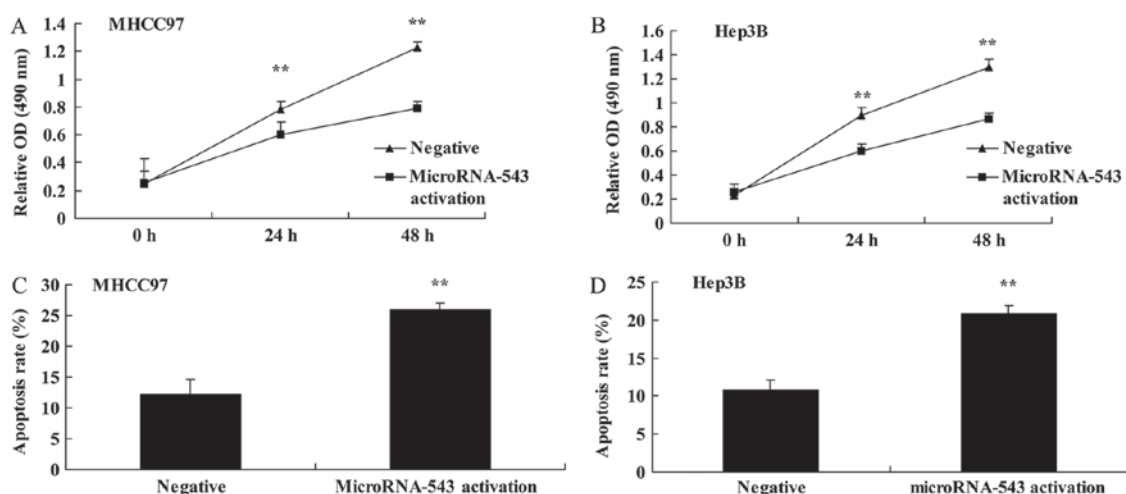 A
MHCC97
Relative OD (490 nm)
1.4
1.2
1
0.8
0.6
0.4
0.2
0
**
**
Negative
MicroRNA-543
activation
0 h
24 h
48 h
B
Hep3B
Relative OD (490 nm)
1.6
1.4
1.2
1
0.8
0.6
0.4
0.2
0
**
**
Negative
MicroRNA-543
activation
0 h
24 h
48 h
C
MHCC97
Apoptosis rate (%)
30
25
20
15
10
5
0
**
Negative
MicroRNA-543 activation
D
Hep3B
Apoptosis rate (%)
25
20
15
10
5
0
**
Negative
microRNA-543 activation